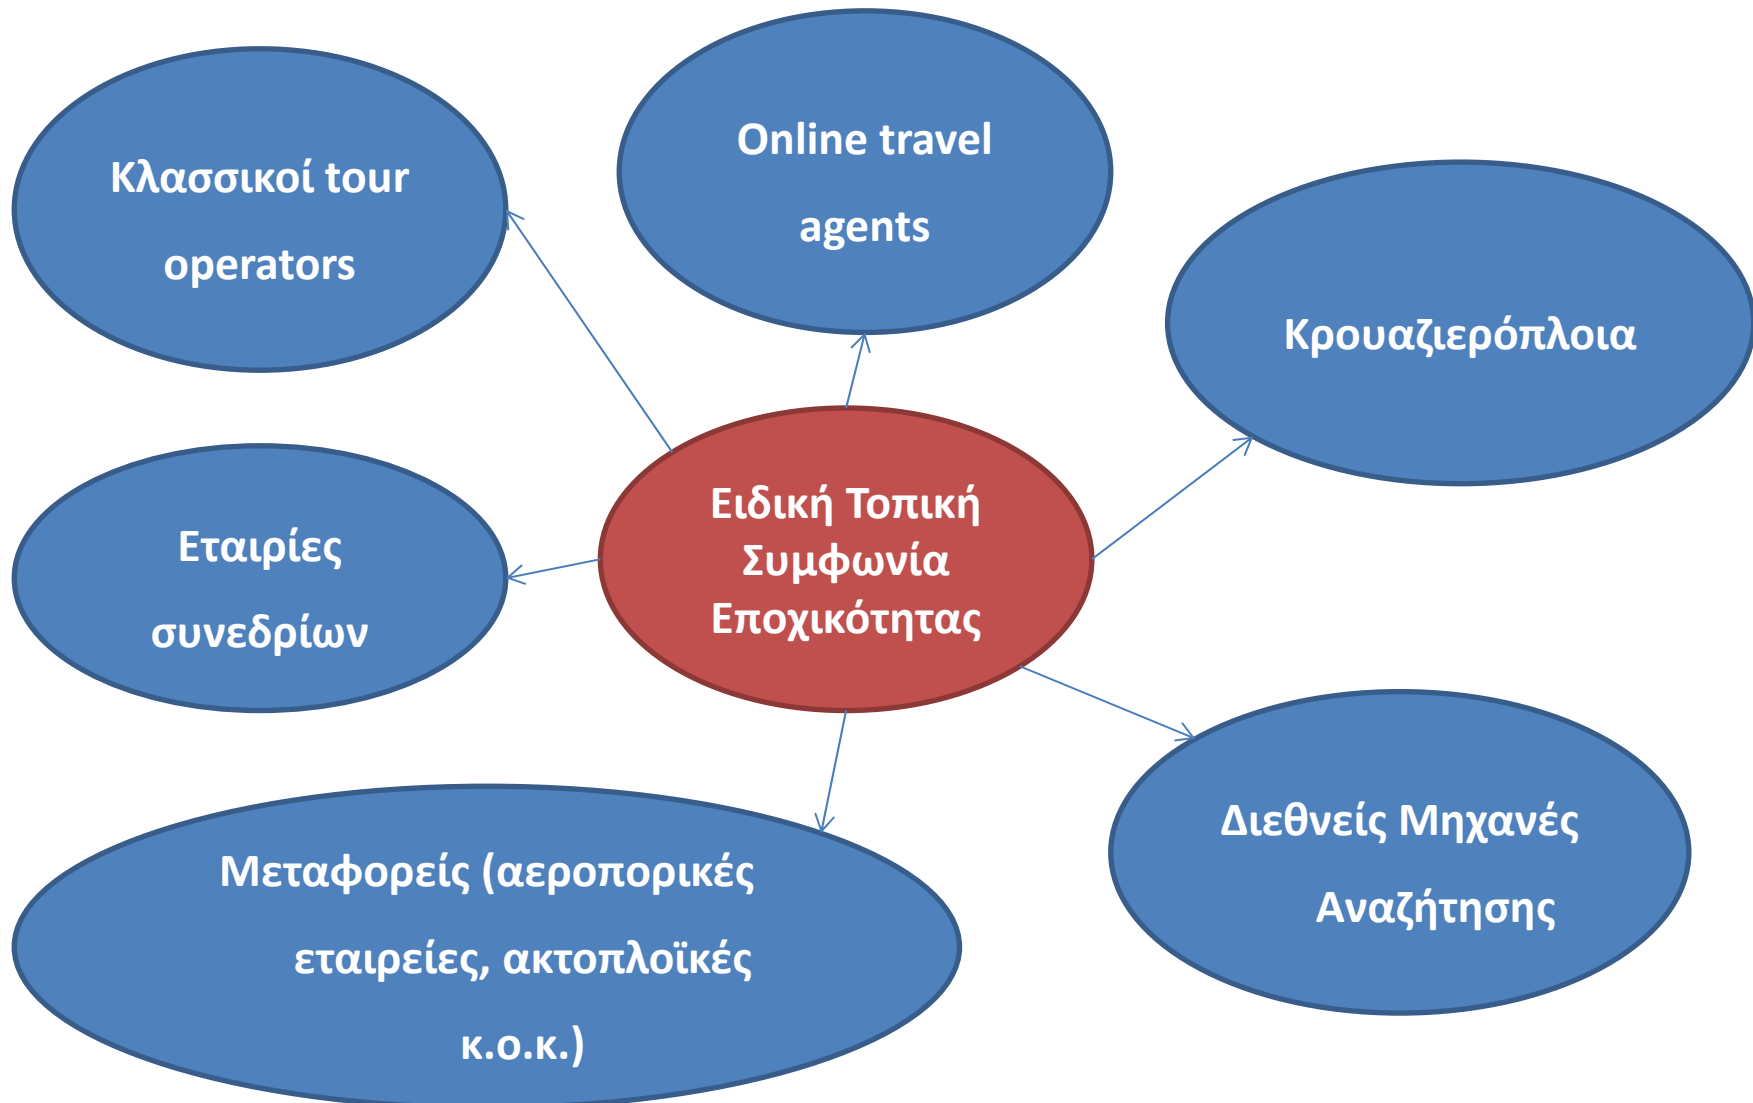 Κλασσικοί tour
operators
Online travel
agents
Κρουαζιερόπλοια
Ειδική Τοπική
Συμφωνία
Εποχικότητας
Εταιρίες
συνεδρίων
Διεθνείς Μηχανές
Αναζήτησης
Μεταφορείς (αεροπορικές
εταιρείες, ακτοπλοϊκές
κ.ο.κ.)